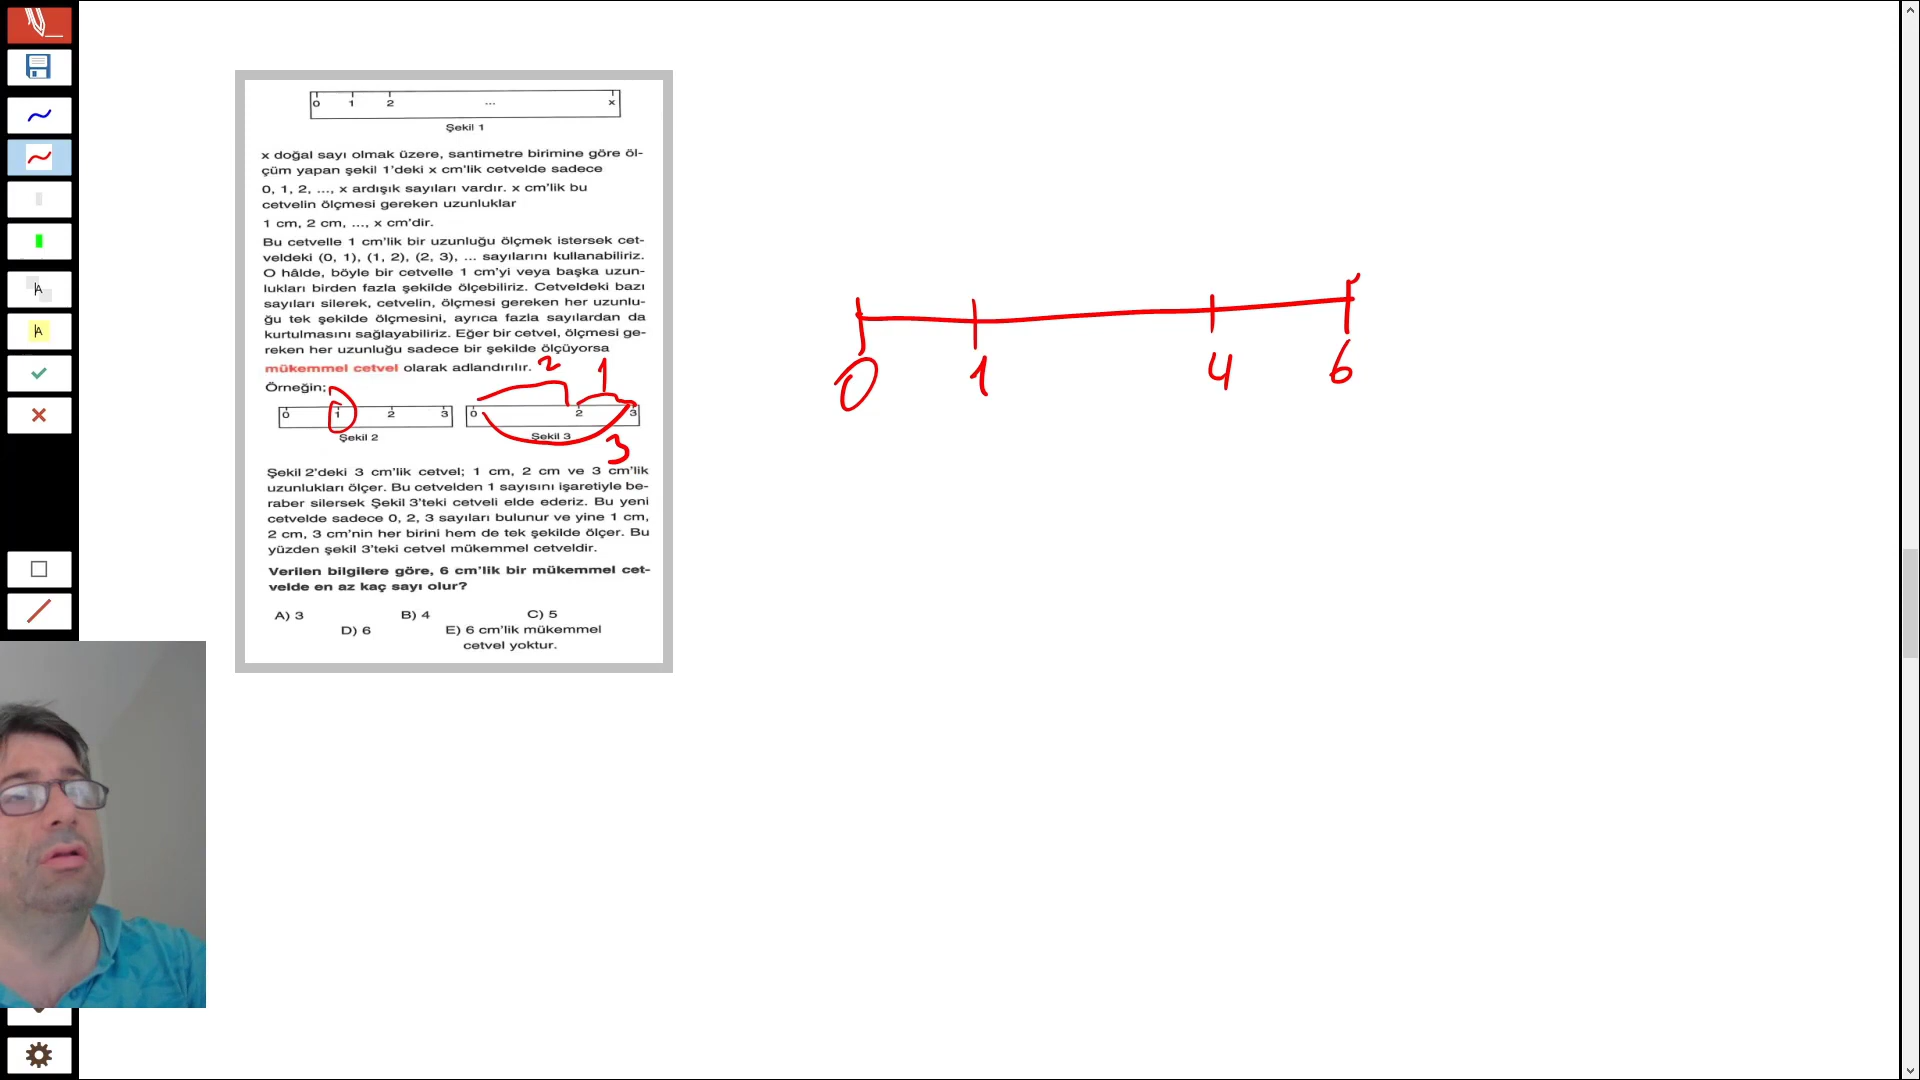 0 1 2 ... x
Şekil 1
x doğal sayı olmak üzere, santimetre birimine göre öl-
çüm yapan şekil 1'deki x cm'lik cetvelde sadece
0, 1, 2, ..., x ardışık sayıları vardır. x cm'lik bu
cetvelin ölçmesi gereken uzunluklar
1 cm, 2 cm, ..., x cm'dir.
Bu cetvelle 1 cm'lik bir uzunluğu ölçmek istersek cet-
veldeki (0, 1), (1, 2), (2, 3), ... sayılarını kullanabiliriz.
O hâlde, böyle bir cetvelle 1 cm'yi veya başka uzun-
lukları birden fazla şekilde ölçebiliriz. Cetveldeki bazı
sayıları silerek, cetvelin, ölçmesi gereken her uzunlu-
ğu tek şekilde ölçmesini, ayrıca fazla sayılardan da
kurtulmasını sağlayabiliriz. Eğer bir cetvel, ölçmesi ge-
reken her uzunluğu sadece bir şekilde ölçüyorsa
mükemmel cetvel olarak adlandırılır.
2 1
Örneğin;
0 1 2 3 0 2 3
Şekil 2 Şekil 3
3
Şekil 2'deki 3 cm'lik cetvel; 1 cm, 2 cm ve 3 cm'lik
uzunlukları ölçer. Bu cetvelden 1 sayısını işaretiyle be-
raber silersek Şekil 3'teki cetveli elde ederiz. Bu yeni
cetvelde sadece 0, 2, 3 sayıları bulunur ve yine 1 cm,
2 cm, 3 cm'nin her birini hem de tek şekilde ölçer. Bu
yüzden şekil 3'teki cetvel mükemmel cetveldir.
Verilen bilgilere göre, 6 cm'lik bir mükemmel cet-
velde en az kaç sayı olur?
A) 3 B) 4 C) 5
D) 6 E) 6 cm'lik mükemmel
cetvel yoktur.
0 1 4 6
A
A